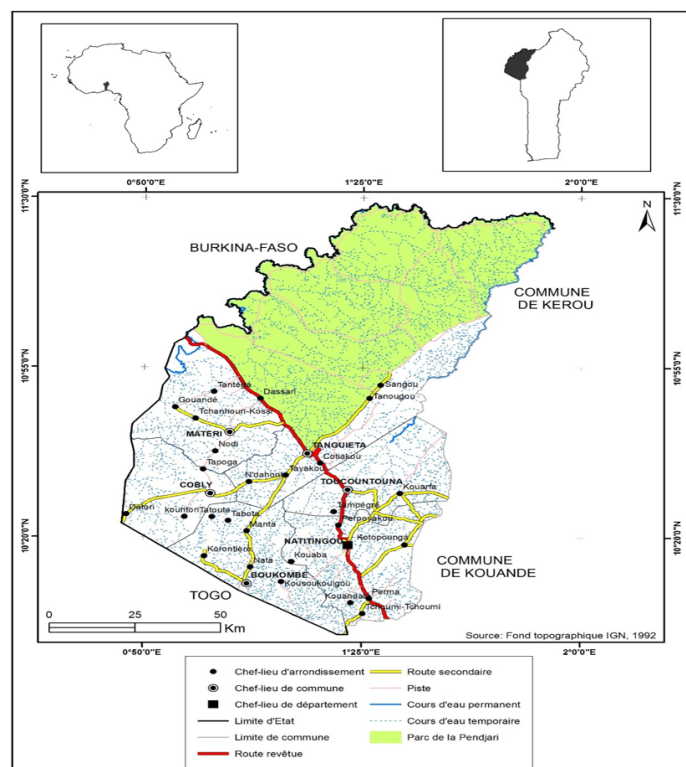 0°50'0"E
1°25'0"E
2°0'0"E
11°30'0"N
11°30'0"N
N
BURKINA-FASO
COMMUNE
DE KEROU
10°55'0"N
10°55'0"N
Tantéga
Sangou
Dassari
Tanougou
Gouandé
Tchanhoun-Kossi
MATERI
Nodi
TANGUIETA
Cotiakou
Tapoga
Tayakou
N'dahonta
TOUCOUNTOUNA
COBLY
Kouarfa
Datori
kountori
Tatouta
Tabota
Tampégré
Perpoyakou
Manta
10°20'0"N
10°20'0"N
NATITINGOU
Kotopounga
Korontière
Kouaba
Nata
COMMUNE
DE KOUANDE
BOUKOMBE
Kousoukouigou
TOGO
Perma
Kouandata
Tchoumi-Tchoumi
0 25 50
Km
Source: Fond topographique IGN, 1992
0°50'0"E
1°25'0"E
2°0'0"E
Chef-lieu d'arrondissement
Route secondaire
Chef-lieu de commune
Piste
Chef-lieu de département
Cours d'eau permanent
Limite d'Etat
Cours d'eau temporaire
Limite de commune
Parc de la Pendjari
Route revêtue